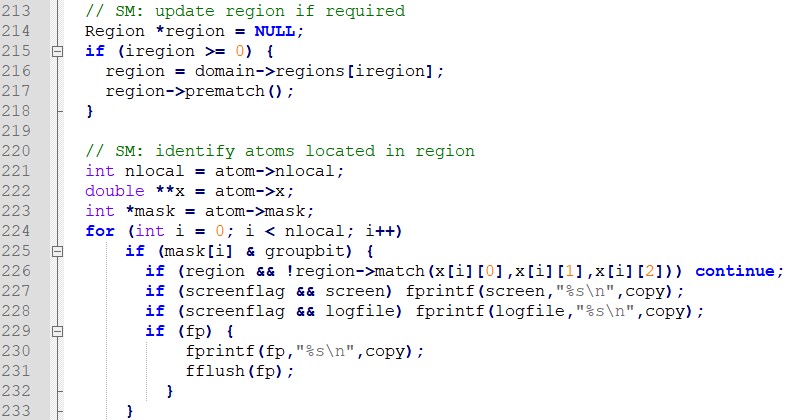 213 // SM: update region if required
214 Region *region = NULL;
215 if (iregion >= 0) {
216 region = domain->regions[iregion];
217 region->prematch();
218 }
219
220 // SM: identify atoms located in region
221 int nlocal = atom->nlocal;
222 double **x = atom->x;
223 int *mask = atom->mask;
224 for (int i = 0; i < nlocal; i++)
225 if (mask[i] & groupbit) {
226 if (region && !region->match(x[i][0],x[i][1],x[i][2])) continue;
227 if (screenflag && screen) fprintf(screen,"%s\n",copy);
228 if (screenflag && logfile) fprintf(logfile,"%s\n",copy);
229 if (fp) {
230 fprintf(fp,"%s\n",copy);
231 fflush(fp);
232 }
233 }